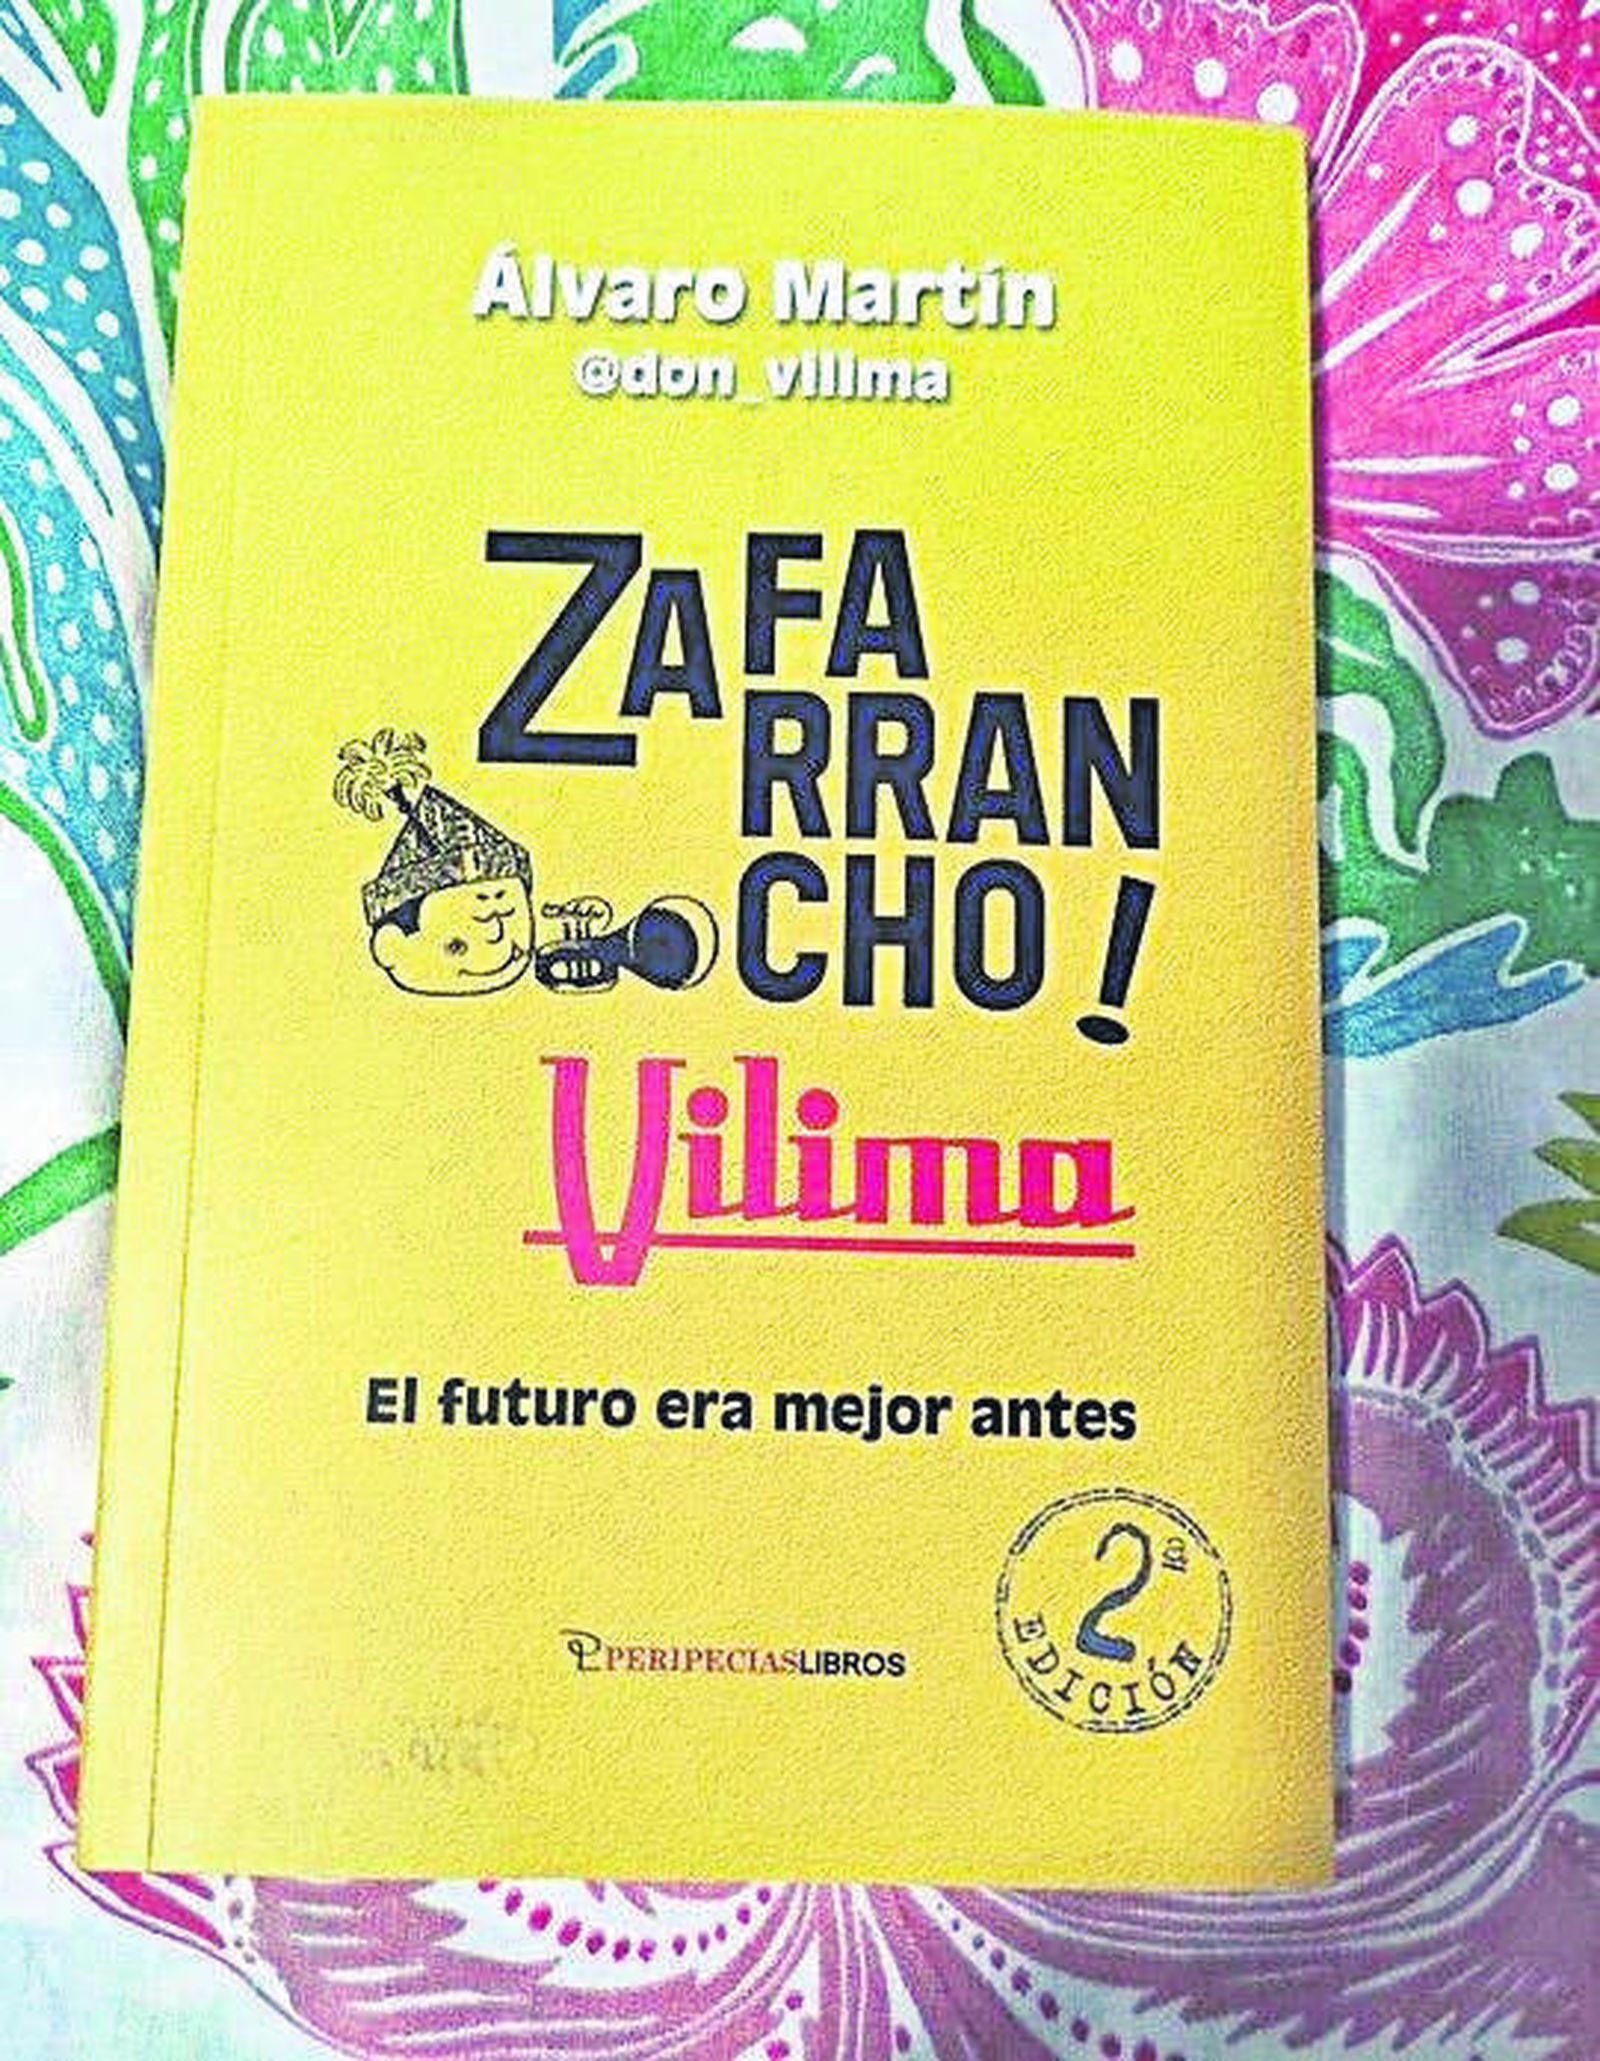 Álvaro Martín
@don_vilima
ZAFA
RRAN
CHO!
Vilima
El futuro era mejor antes
2ª
EDICIÓN
PERIPECIASLIBROS